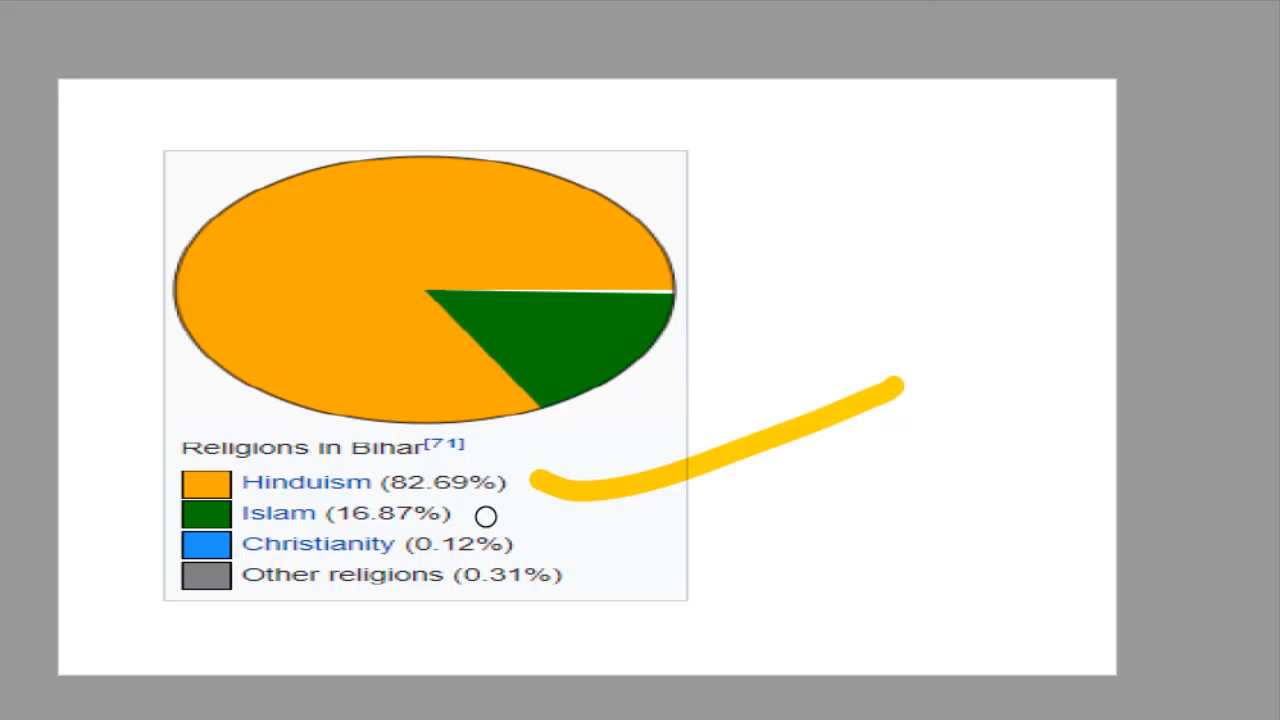 Religions in Bihar[71]
Hinduism (82.69%)
Islam (16.87%)
Christianity (0.12%)
Other religions (0.31%)